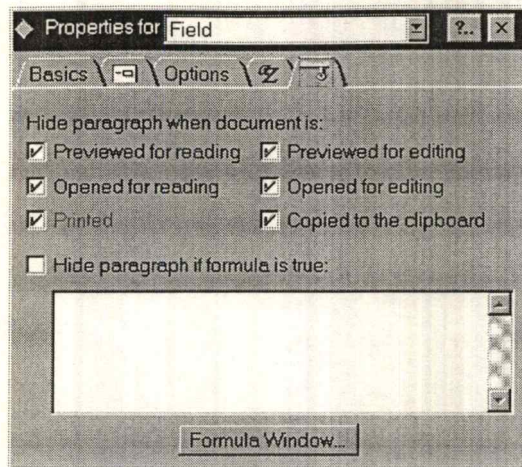 Properties for Field ?..
Basics Options
Hide paragraph when document is:
Previewed for reading Previewed for editing
Opened for reading Opened for editing
Printed Copied to the clipboard
Hide paragraph if formula is true:
Formula Window...